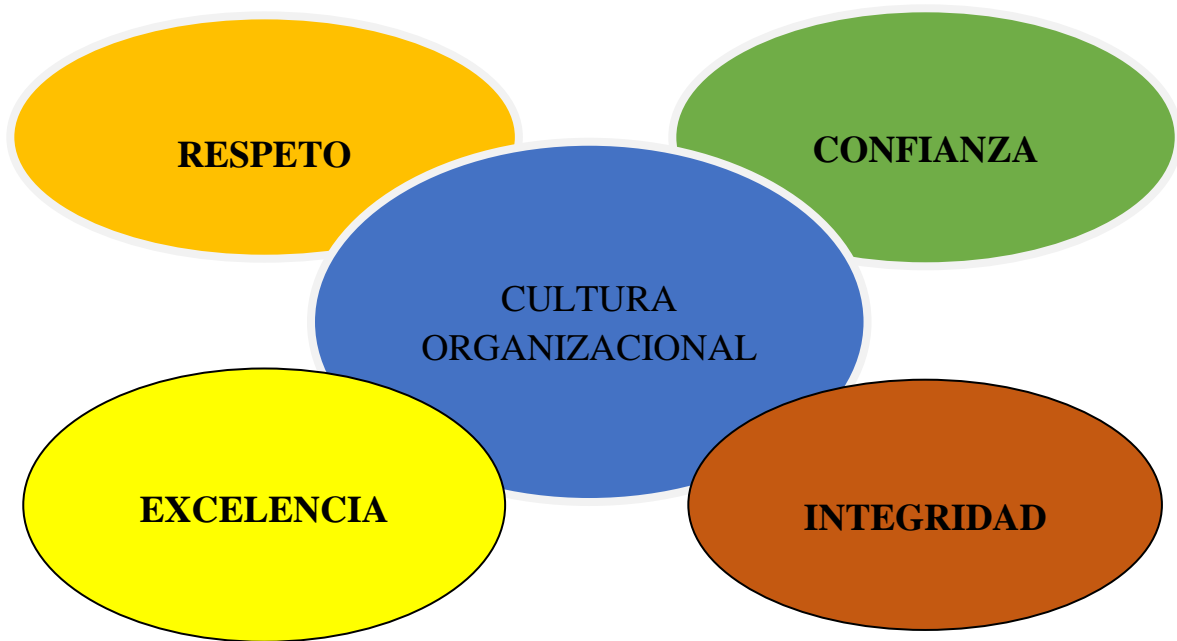 RESPETO
CONFIANZA
CULTURA
ORGANIZACIONAL
EXCELENCIA
INTEGRIDAD